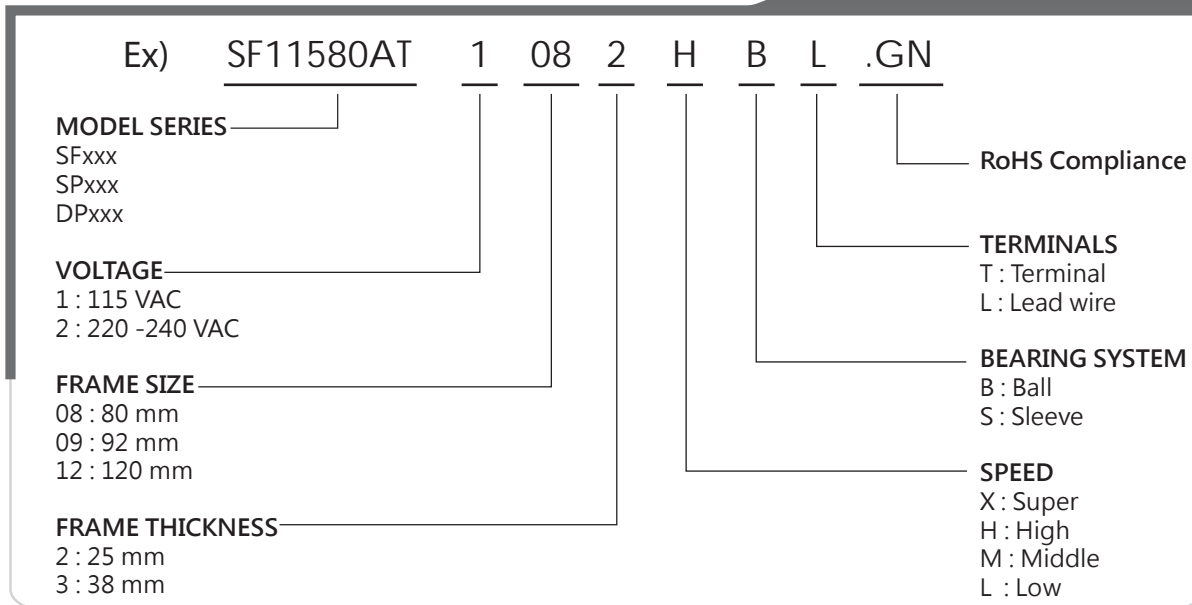 Ex) SF11580AT 1 08 2 H B L .GN
MODEL SERIES
SFxxx
SPxxx
DPxxx
VOLTAGE
1 : 115 VAC
2 : 220 -240 VAC
FRAME SIZE
08 : 80 mm
09 : 92 mm
12 : 120 mm
FRAME THICKNESS
2 : 25 mm
3 : 38 mm
RoHS Compliance
TERMINALS
T : Terminal
L : Lead wire
BEARING SYSTEM
B : Ball
S : Sleeve
SPEED
X : Super
H : High
M : Middle
L : Low